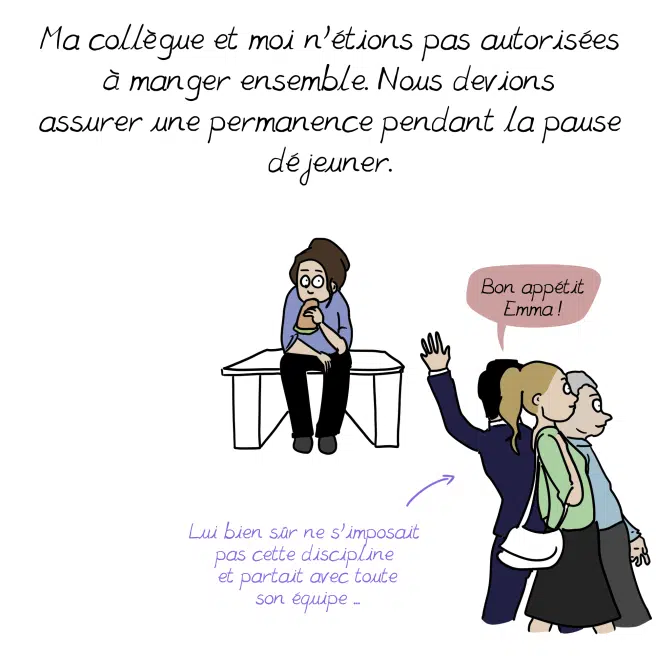 Ma collègue et moi n'étions pas autorisées
à manger ensemble. Nous devions
assurer une permanence pendant la pause
déjeuner.
Bon appétit
Emma !
Lui bien sûr ne s'imposait
pas cette discipline
et partait avec toute
son équipe ...